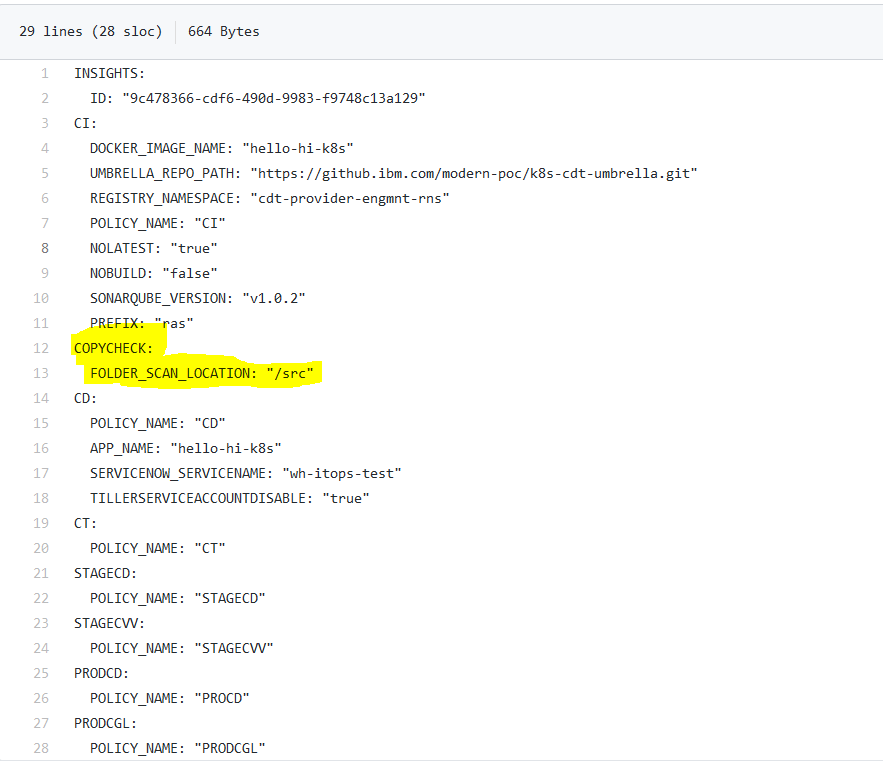 29 lines (28 sloc) 664 Bytes
1 INSIGHTS:
2 ID: "9c478366-cdf6-490d-9983-f9748c13a129"
3 CI:
4 DOCKER_IMAGE_NAME: "hello-hi-k8s"
5 UMBRELLA_REPO_PATH: "https://github.ibm.com/modern-poc/k8s-cdt-umbrella.git"
6 REGISTRY_NAMESPACE: "cdt-provider-engmnt-rns"
7 POLICY_NAME: "CI"
8 NOLATEST: "true"
9 NOBUILD: "false"
10 SONARQUBE_VERSION: "v1.0.2"
11 PREFIX: "ras"
12 COPYCHECK:
13 FOLDER_SCAN_LOCATION: "/src"
14 CD:
15 POLICY_NAME: "CD"
16 APP_NAME: "hello-hi-k8s"
17 SERVICENOW_SERVICENAME: "wh-itops-test"
18 TILLERSERVICEACCOUNTDISABLE: "true"
19 CT:
20 POLICY_NAME: "CT"
21 STAGECD:
22 POLICY_NAME: "STAGECD"
23 STAGECVV:
24 POLICY_NAME: "STAGECVV"
25 PRODCD:
26 POLICY_NAME: "PROCD"
27 PRODCGL:
28 POLICY_NAME: "PRODCGL"